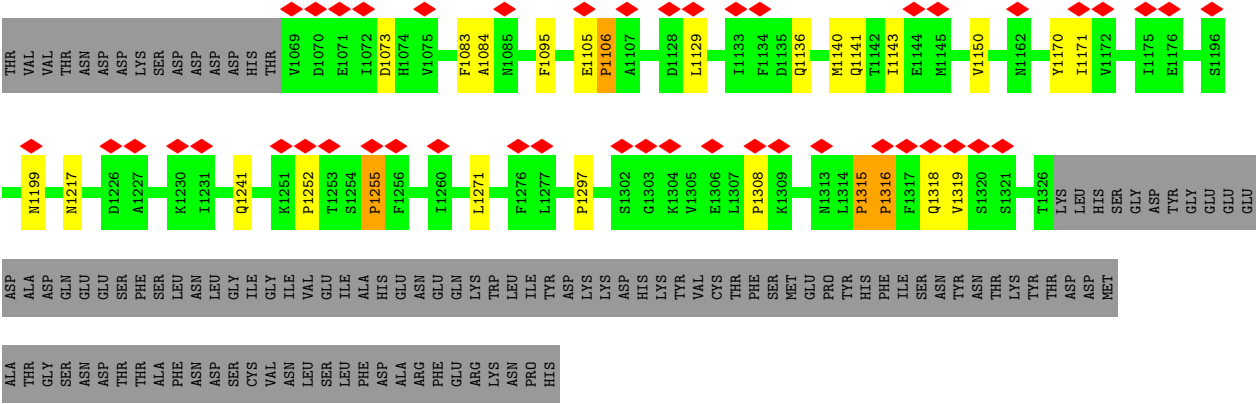 THR VAL VAL THR ASN ASP ASP LYS SER ASP ASP ASP ASP HIS THR V1069 D1070 E1071 I1072 D1073 H1074 V1075 F1083 A1084 N1085 F1095 E1105 P1106 A1107 D1128 L1129 I1133 F1134 D1135 Q1136 M1140 Q1141 T1142 I1143 E1144 M1145 V1150 N1162 Y1170 I1171 V1172 I1175 E1176 S1196
N1199 N1217 D1226 A1227 K1230 I1231 Q1241 K1251 P1252 T1253 S1254 P1255 F1256 I1260 L1271 F1276 L1277 P1297 S1302 G1303 K1304 V1305 E1306 L1307 P1308 K1309 N1313 L1314 P1315 P1316 F1317 Q1318 V1319 S1320 S1321 T1326 LYS LEU HIS SER GLY ASP TYR GLY GLU GLU GLU
ASP ALA ASP GLN GLU GLU SER PHE SER LEU ASN LEU GLY ILE GLY ILE VAL GLU ILE ALA HIS GLU ASN GLU GLN LYS TRP LEU ILE TYR ASP LYS LYS ASP HIS LYS TYR VAL CYS THR PHE SER MET GLU PRO TYR HIS PHE ILE SER ASN TYR ASN THR LYS TYR THR ASP ASP MET
ALA THR GLY SER ASN ASP THR THR ALA PHE ASN ASP SER CYS VAL ASN LEU SER LEU PHE ASP ALA ARG PHE GLU ARG LYS ASN PRO HIS